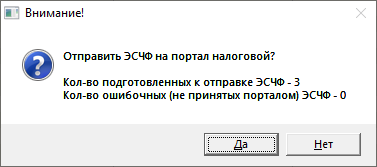 Внимание!
Отправить ЭСЧФ на портал налоговой?
Кол-во подготовленных к отправке ЭСЧФ - 3
Кол-во ошибочных (не принятых порталом) ЭСЧФ - 0
Да
Нет